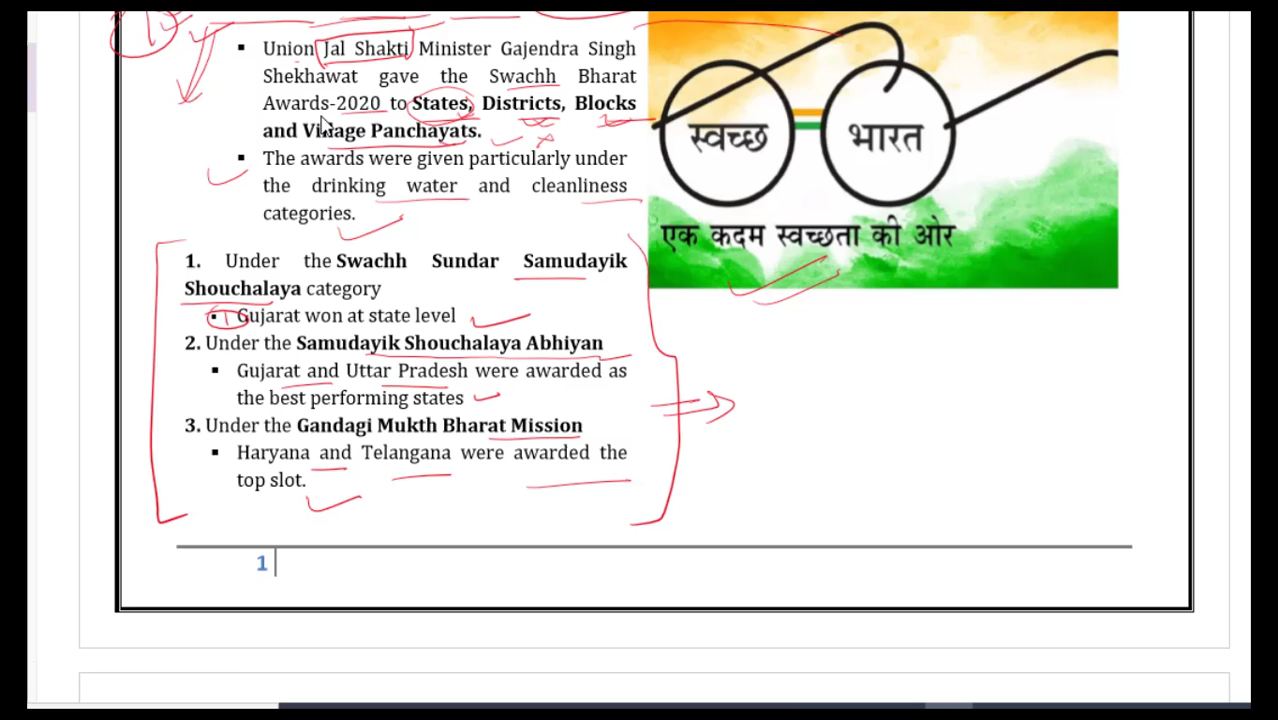 ▪ Union Jal Shakti Minister Gajendra Singh
Shekhawat gave the Swachh Bharat
Awards-2020 to States, Districts, Blocks
and Village Panchayats.
▪ The awards were given particularly under
the drinking water and cleanliness
categories.
1. Under the Swachh Sundar Samudayik
Shouchalaya category
▪ Gujarat won at state level
2. Under the Samudayik Shouchalaya Abhiyan
▪ Gujarat and Uttar Pradesh were awarded as
the best performing states
3. Under the Gandagi Mukth Bharat Mission
▪ Haryana and Telangana were awarded the
top slot.
स्वच्छ भारत
एक कदम स्वच्छता की ओर
1